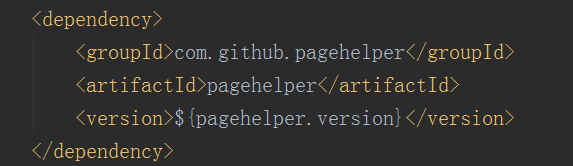 <dependency>
    <groupId>com.github.pagehelper</groupId>
    <artifactId>pagehelper</artifactId>
    <version>${pagehelper.version}</version>
</dependency>